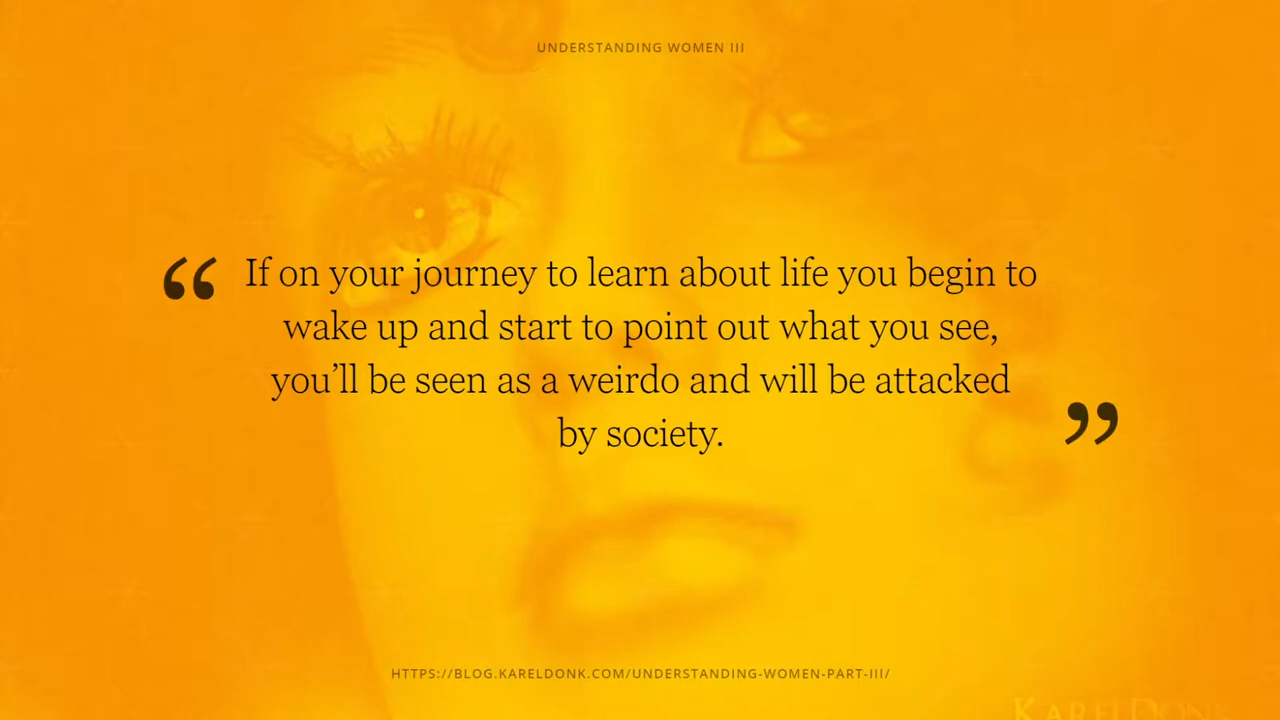 UNDERSTANDING WOMEN III
“ If on your journey to learn about life you begin to
wake up and start to point out what you see,
you’ll be seen as a weirdo and will be attacked
by society. ”
HTTPS://BLOG.KARELDONK.COM/UNDERSTANDING-WOMEN-PART-III/
KARELDONK